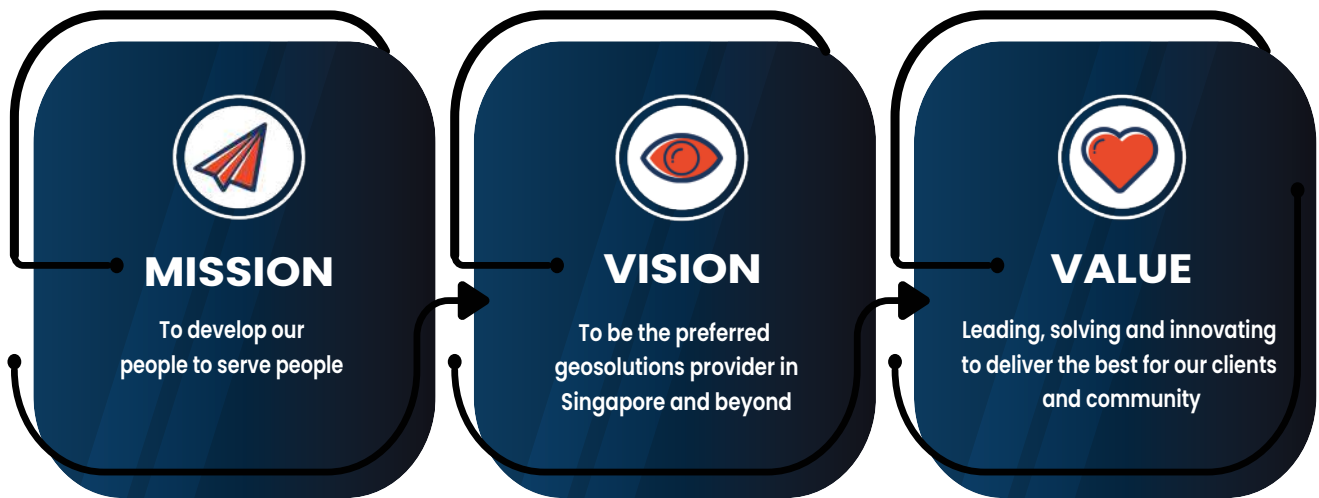 MISSION
To develop our
people to serve people
VISION
To be the preferred
geosolutions provider in
Singapore and beyond
VALUE
Leading, solving and innovating
to deliver the best for our clients
and community